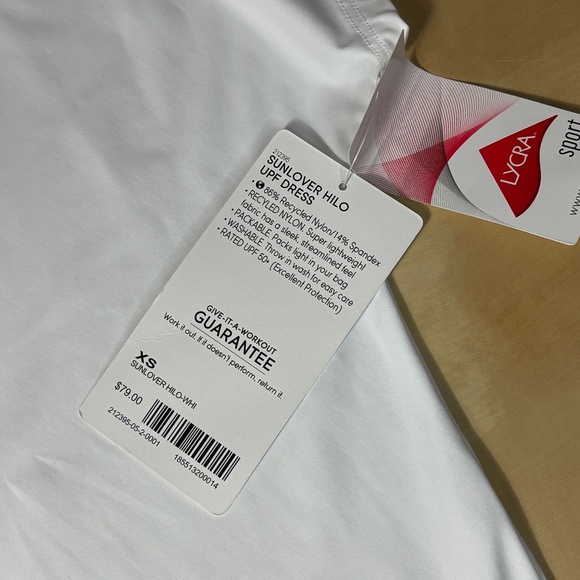 212395
SUNLOVER HILO
UPF DRESS
• 86% Recycled Nylon/14% Spandex
• RECYLED NYLON. Super lightweight
fabric has a sleek, streamlined feel
• PACKABLE. Packs light in your bag
• WASHABLE. Throw in wash for easy care
• RATED UPF 50+ (Excellent Protection)
GIVE-IT-A-WORKOUT
GUARANTEE
Work it out. If it doesn't perform, return it.
XS
SUNLOVER HILO-WHI
$79.00
212395-05-2-0001
185513200014
LYCRA
sport
www.